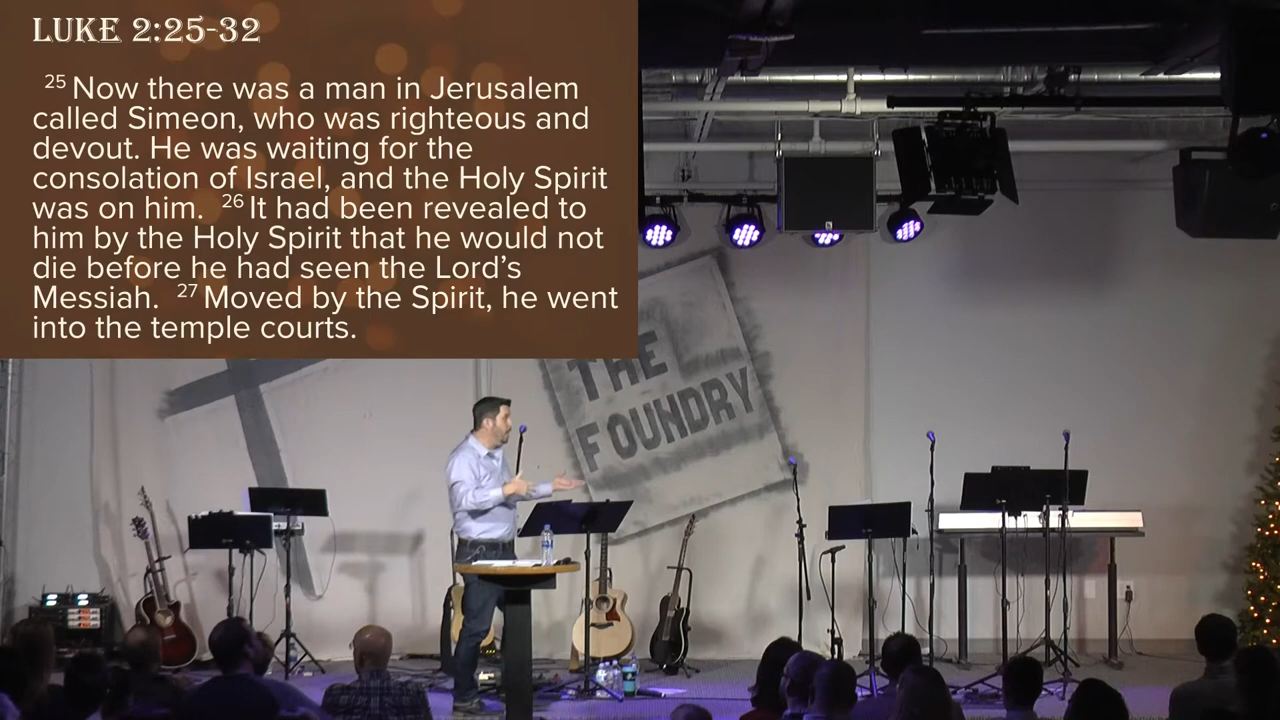 LUKE 2:25-32
25 Now there was a man in Jerusalem
called Simeon, who was righteous and
devout. He was waiting for the
consolation of Israel, and the Holy Spirit
was on him. 26 It had been revealed to
him by the Holy Spirit that he would not
die before he had seen the Lord’s
Messiah. 27 Moved by the Spirit, he went
into the temple courts.
THE
FOUNDRY